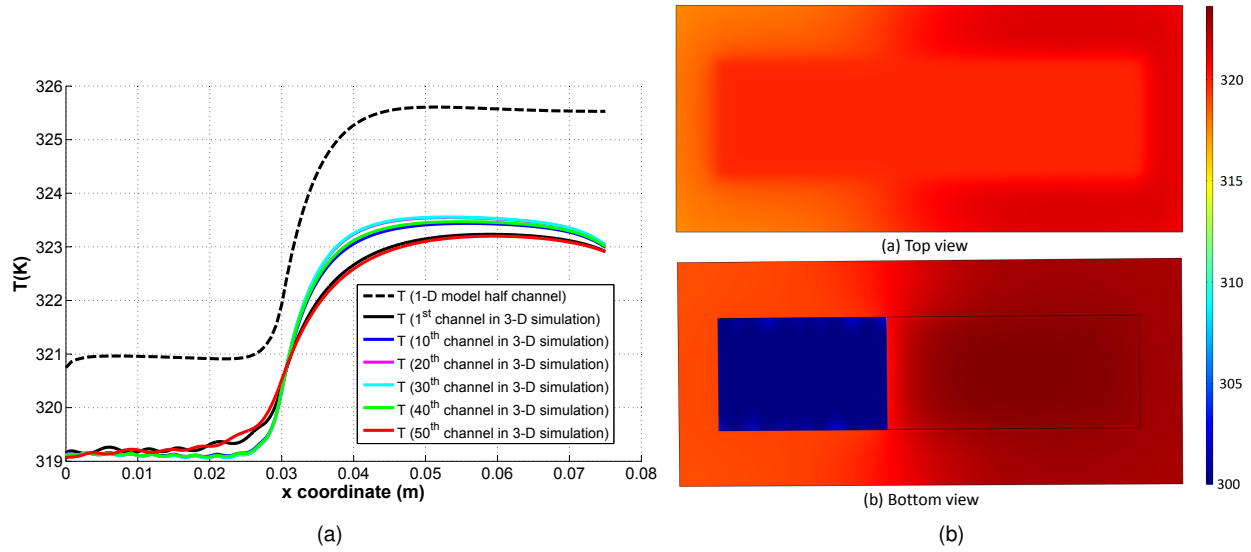 326
325
324
323
322
321
320
319
0 0.01 0.02 0.03 0.04 0.05 0.06 0.07 0.08
T(K)
x coordinate (m)
T (1-D model half channel)
T (1st channel in 3-D simulation)
T (10th channel in 3-D simulation)
T (20th channel in 3-D simulation)
T (30th channel in 3-D simulation)
T (40th channel in 3-D simulation)
T (50th channel in 3-D simulation)
(a)
(a) Top view
(b) Bottom view
320
315
310
305
300
(b)